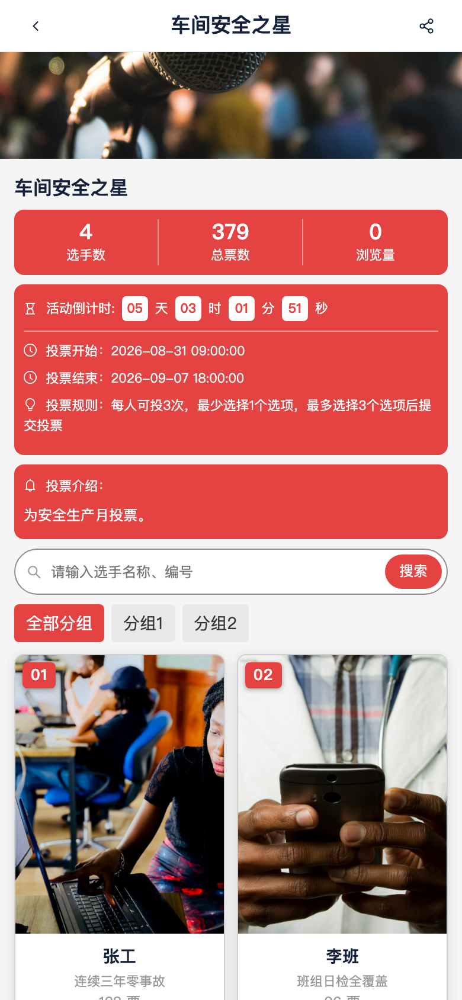 车间安全之星
车间安全之星
4
选手数
379
总票数
0
浏览量
活动倒计时: 05 天 03 时 01 分 51 秒
投票开始：2026-08-31 09:00:00
投票结束：2026-09-07 18:00:00
投票规则：每人可投3次，最少选择1个选项，最多选择3个选项后提
交投票
投票介绍：
为安全生产月投票。
请输入选手名称、编号
搜索
全部分组
分组1
分组2
01
02
张工
李班
连续三年零事故
班组日检全覆盖